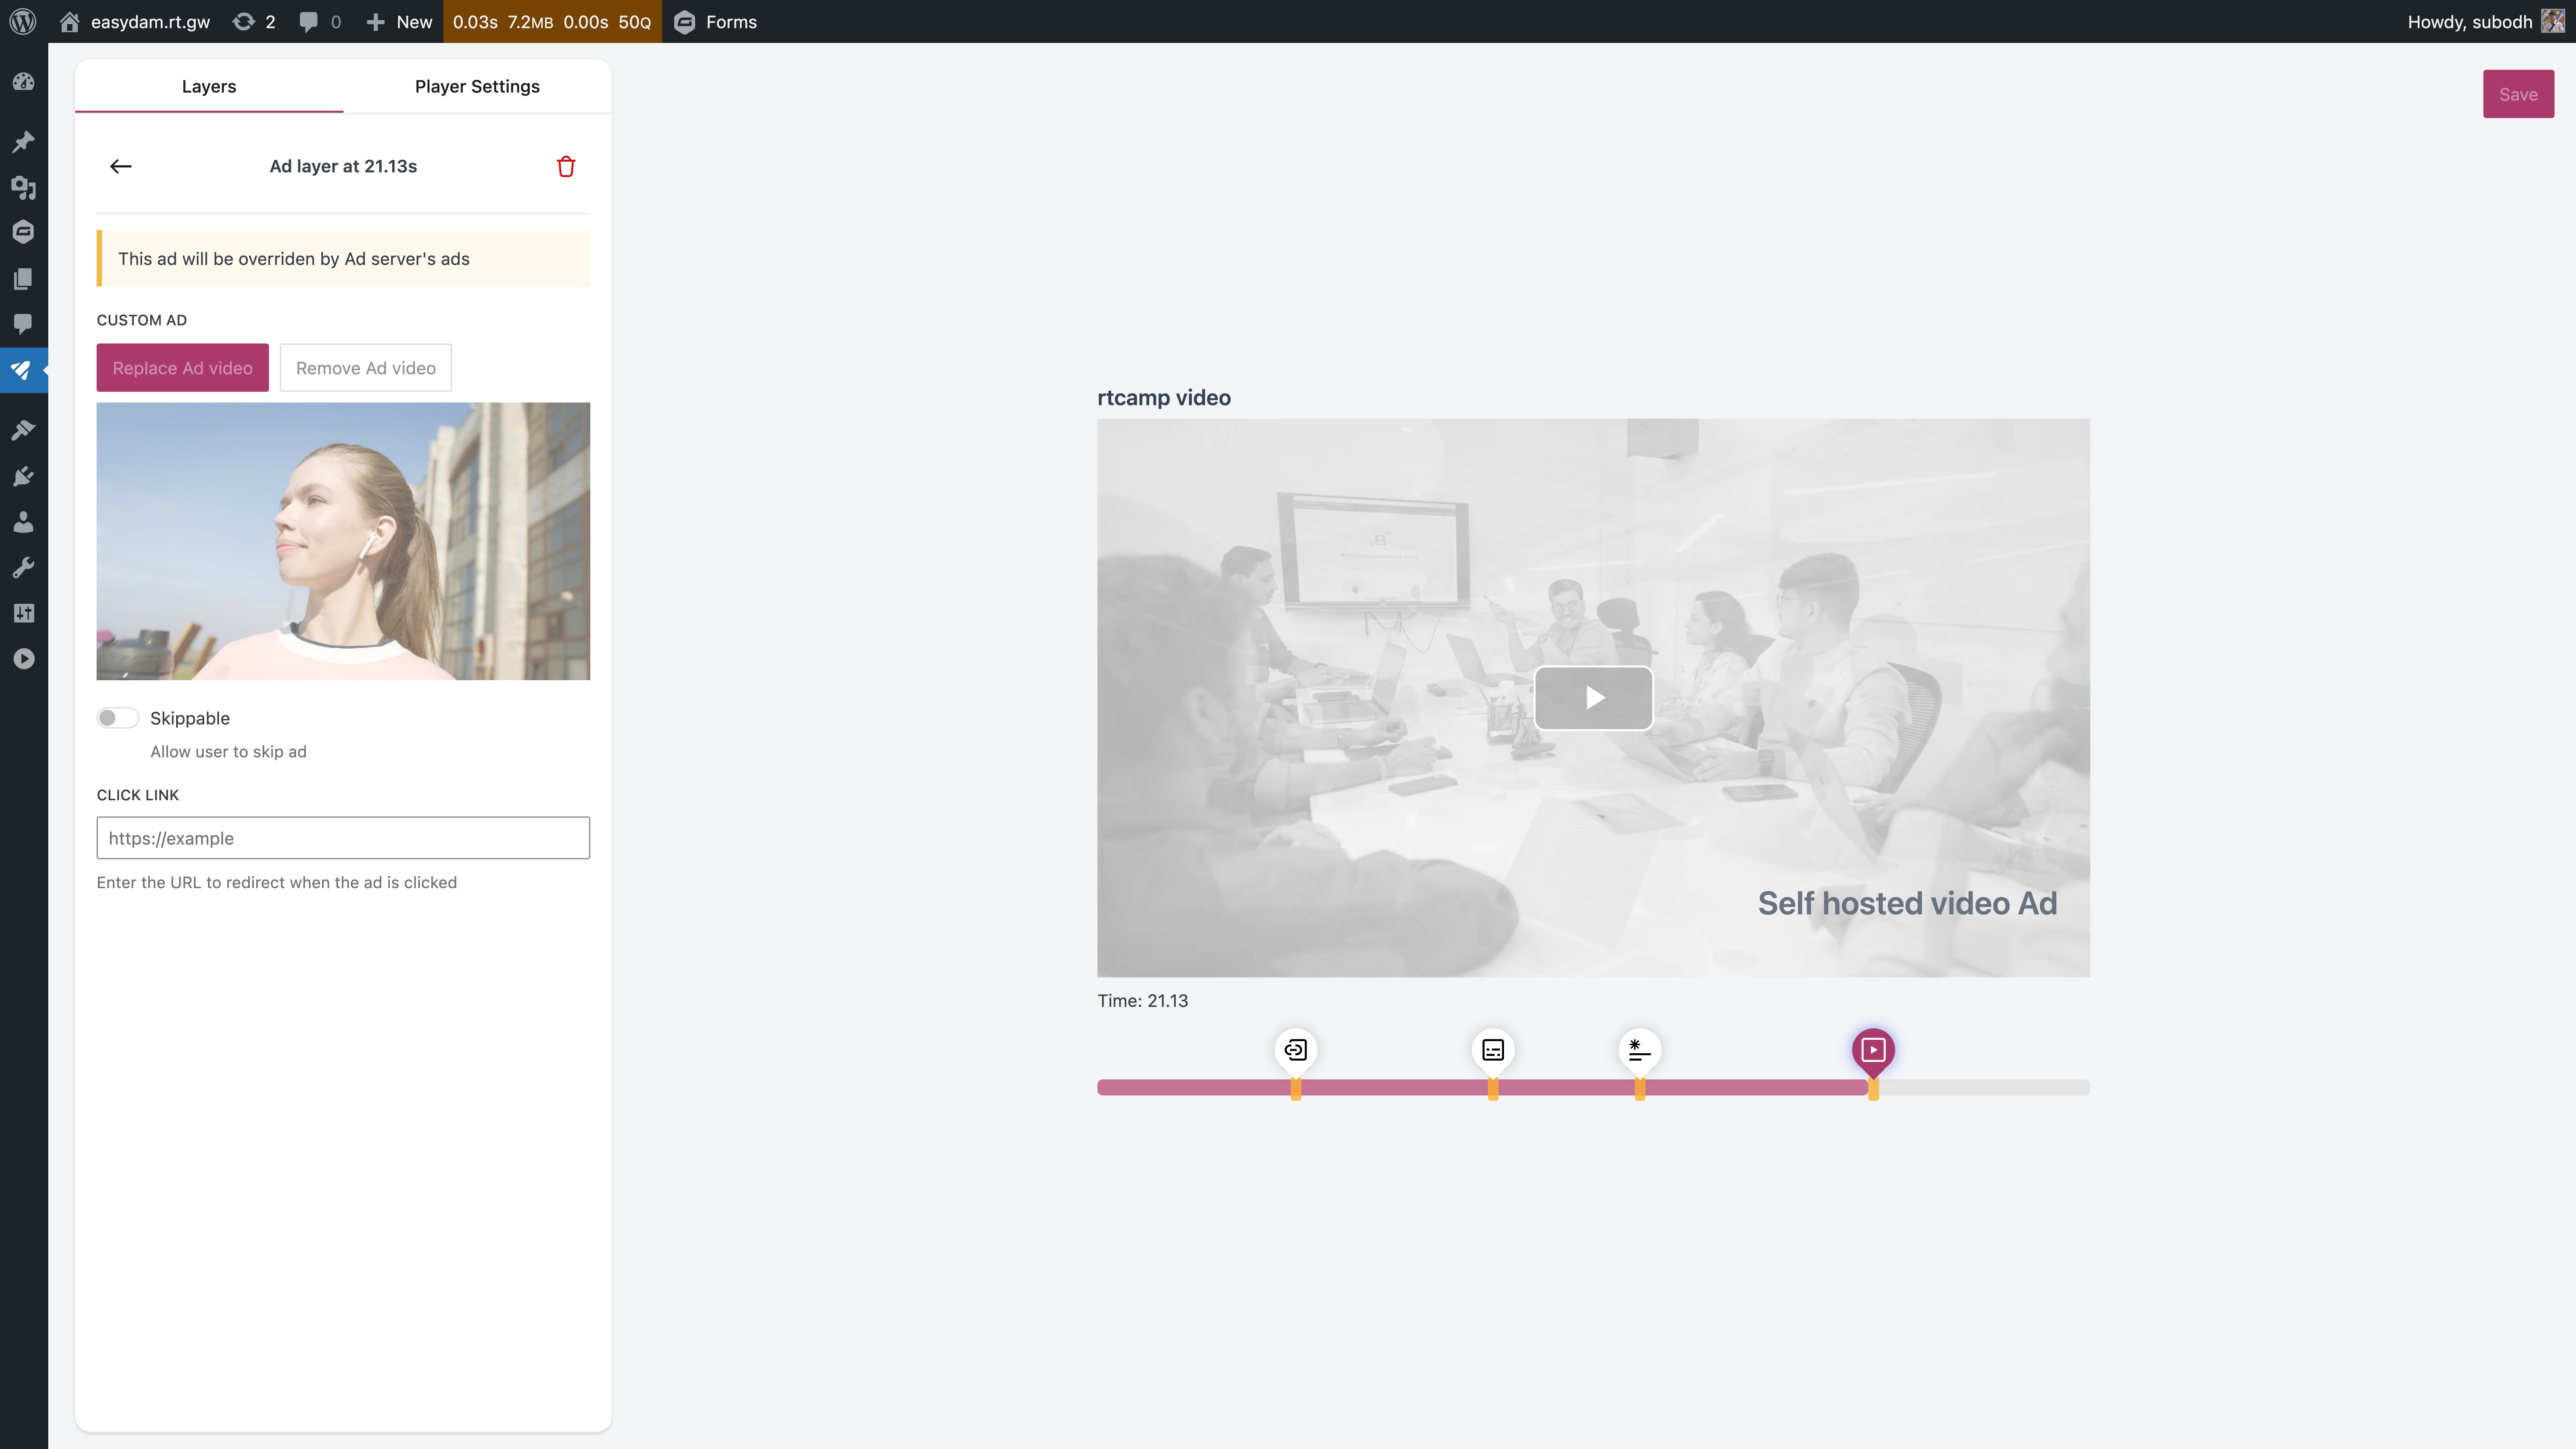 easydam.rt.gw 2 0 New 0.03s 7.2MB 0.00s 50Q Forms Howdy, subodh
Layers Player Settings
Save
Ad layer at 21.13s
This ad will be overriden by Ad server's ads
CUSTOM AD
Replace Ad video Remove Ad video
Skippable
Allow user to skip ad
CLICK LINK
https://example
Enter the URL to redirect when the ad is clicked
rtcamp video
Self hosted video Ad
Time: 21.13